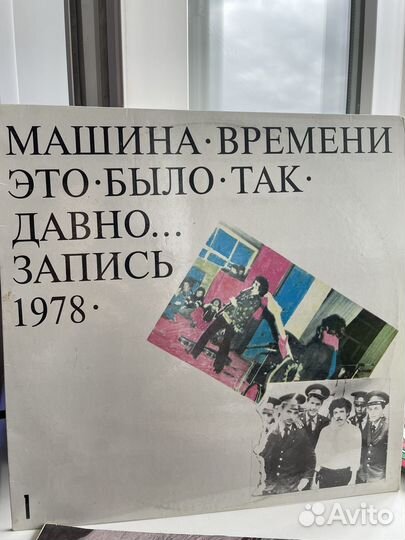 МАШИНА·ВРЕМЕНИ
ЭТО·БЫЛО·ТАК·
ДАВНО...
ЗАПИСЬ
1978·
1
Avito